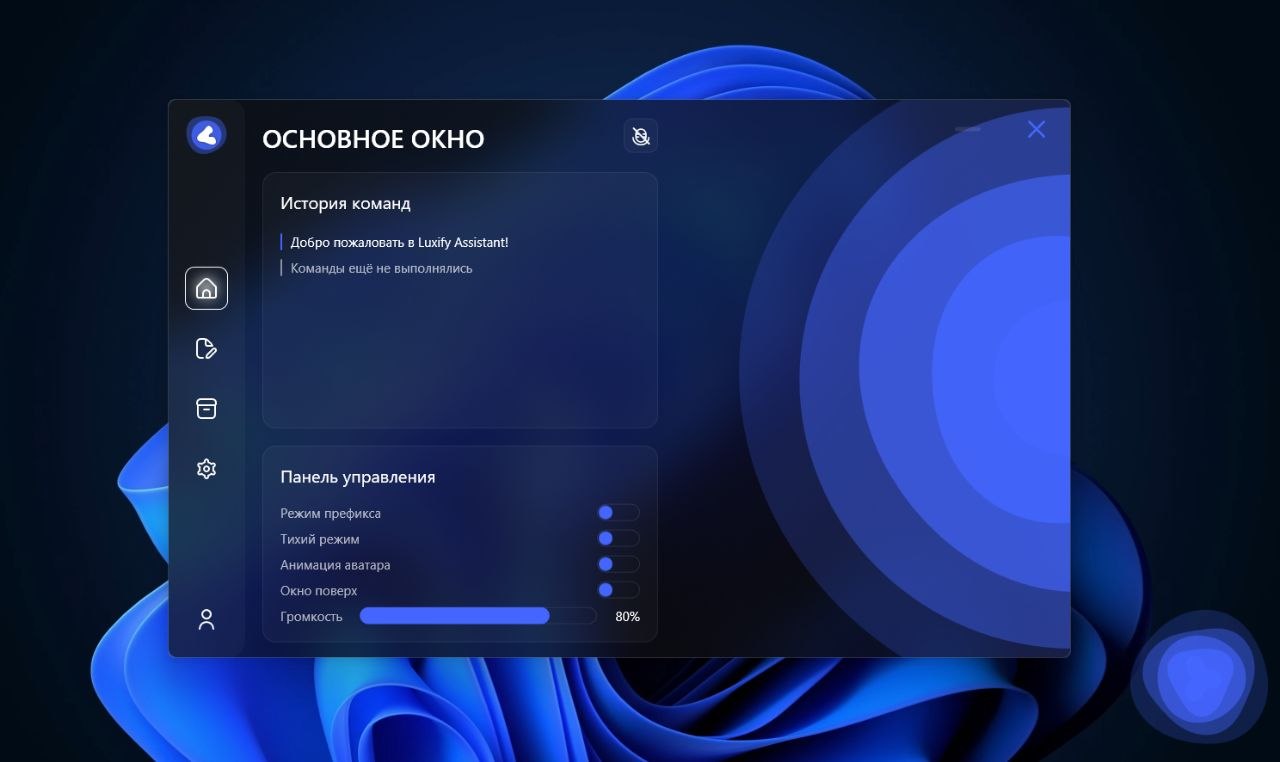 ОСНОВНОЕ ОКНО
История команд
Добро пожаловать в Luxify Assistant!
Команды ещё не выполнялись
Панель управления
Режим префикса
Тихий режим
Анимация аватара
Окно поверх
Громкость 80%